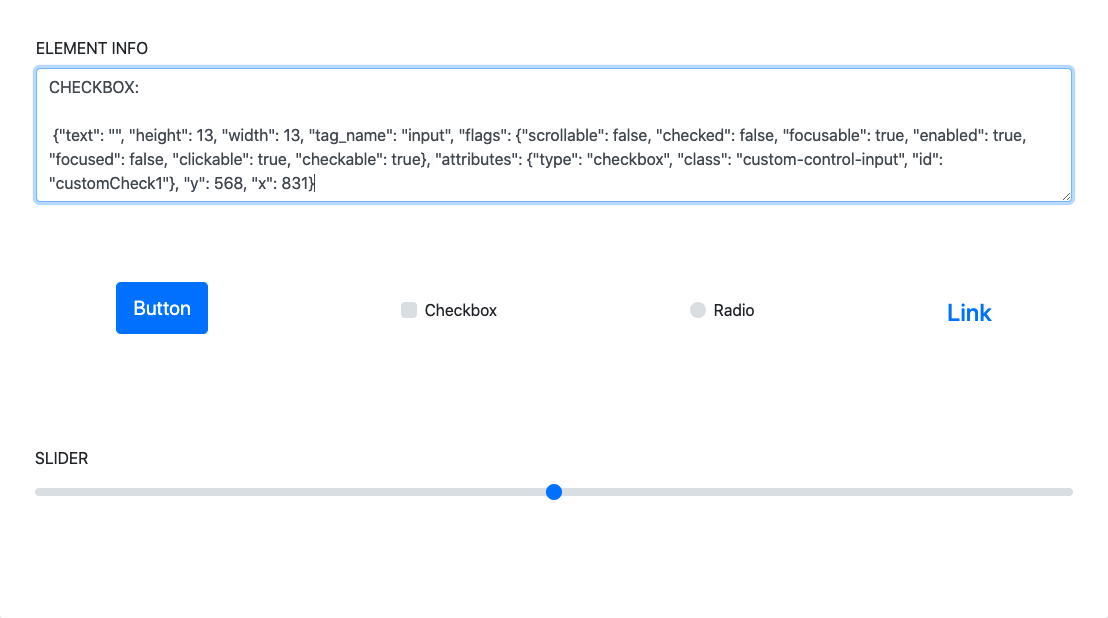 ELEMENT INFO
CHECKBOX:
{"text": "", "height": 13, "width": 13, "tag_name": "input", "flags": {"scrollable": false, "checked": false, "focusable": true, "enabled": true,
"focused": false, "clickable": true, "checkable": true}, "attributes": {"type": "checkbox", "class": "custom-control-input", "id":
"customCheck1"}, "y": 568, "x": 831}
Button
Checkbox
Radio
Link
SLIDER